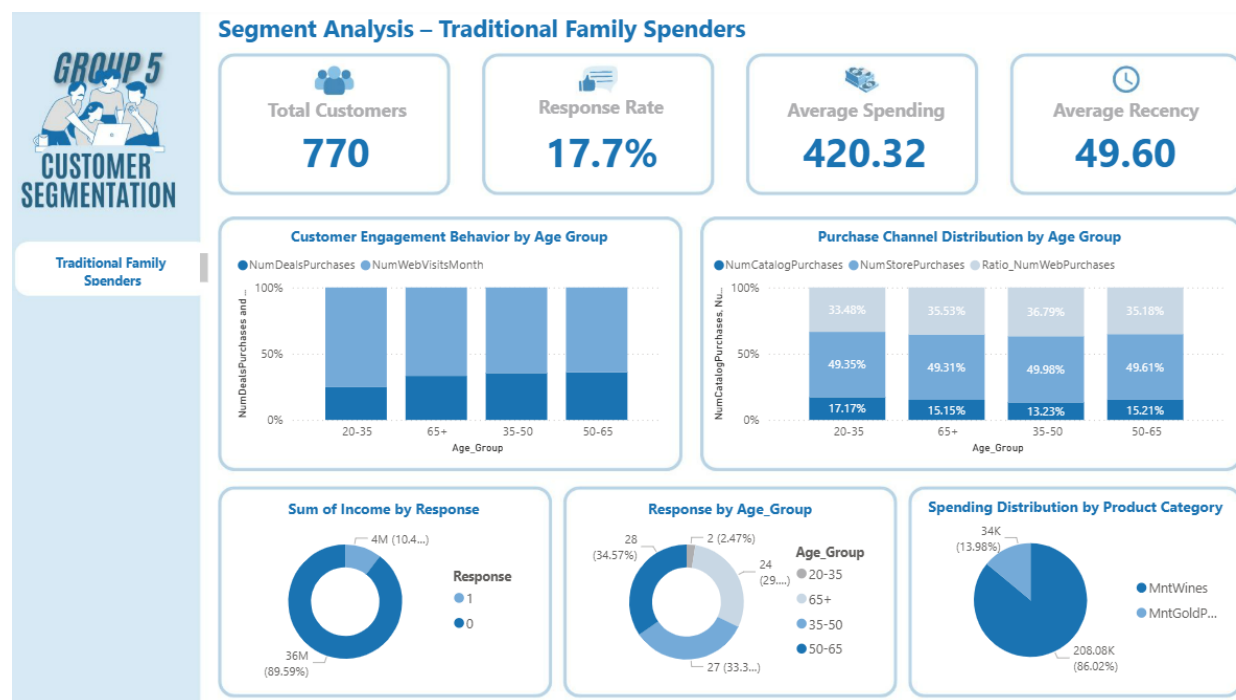 Segment Analysis – Traditional Family Spenders
GROUP 5
CUSTOMER
SEGMENTATION
Traditional Family
Spenders
Total Customers
770
Response Rate
17.7%
Average Spending
420.32
Average Recency
49.60
Customer Engagement Behavior by Age Group
NumDealsPurchases NumWebVisitsMonth
NumDealsPurchases and ...
100%
50%
0%
20-35 65+ 35-50 50-65
Age_Group
Purchase Channel Distribution by Age Group
NumCatalogPurchases NumStorePurchases Ratio_NumWebPurchases
NumCatalogPurchases, Nu...
100%
50%
0%
33.48% 35.53% 36.79% 35.18%
49.35% 49.31% 49.98% 49.61%
17.17% 15.15% 13.23% 15.21%
20-35 65+ 35-50 50-65
Age_Group
Sum of Income by Response
4M (10.4...)
36M
(89.59%)
Response
1
0
Response by Age_Group
28
(34.57%)
2 (2.47%)
24
(29....)
27 (33.3...)
Age_Group
20-35
65+
35-50
50-65
Spending Distribution by Product Category
34K
(13.98%)
208.08K
(86.02%)
MntWines
MntGoldP...